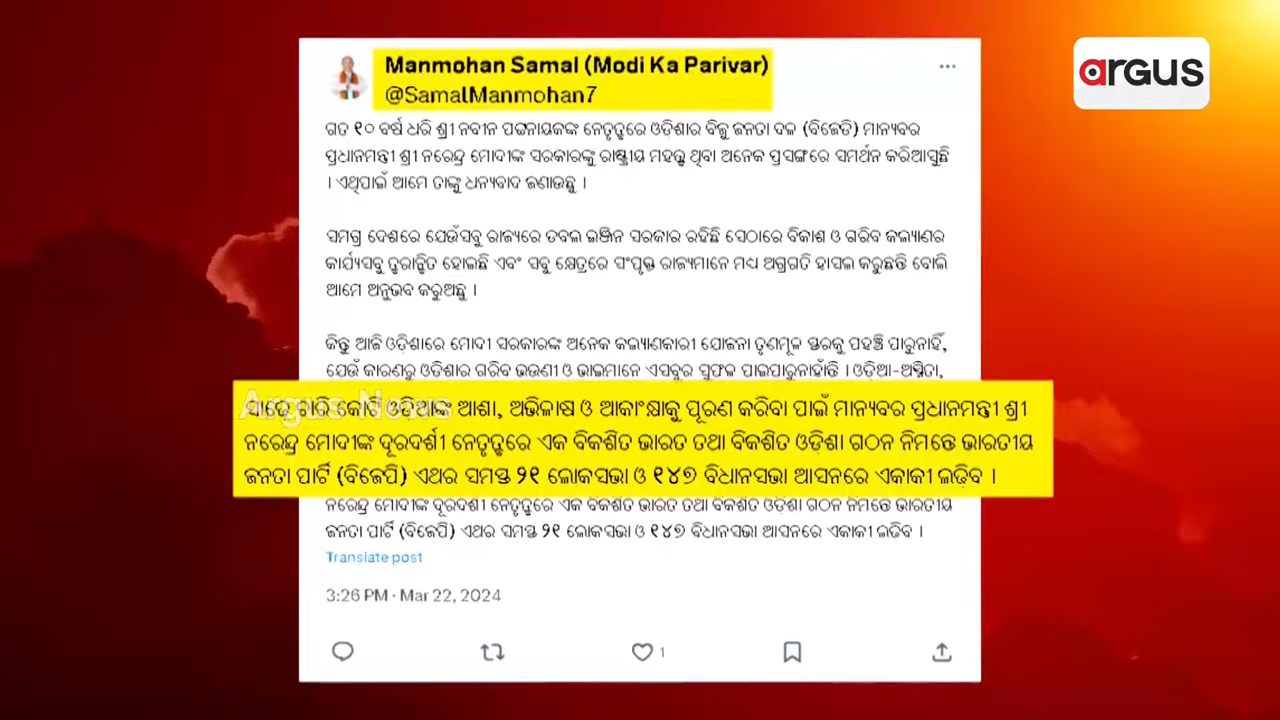 Manmohan Samal (Modi Ka Parivar)
@SamalManmohan7
argus
ଗତ ୧୦ ବର୍ଷ ଧରି ଶ୍ରୀ ନବୀନ ପଟ୍ଟନାୟକଙ୍କ ନେତୃତ୍ବରେ ଓଡ଼ିଶାର ବିଜୁ ଜନତା ଦଳ (ବିଜେଡି) ମାନ୍ୟବର
ପ୍ରଧାନମନ୍ତ୍ରୀ ଶ୍ରୀ ନରେନ୍ଦ୍ର ମୋଦୀଙ୍କ ସରକାରଙ୍କୁ ରାଷ୍ଟ୍ରୀୟ ମହତ୍ତ୍ବ ଥିବା ଅନେକ ପ୍ରସଙ୍ଗରେ ସମର୍ଥନ କରିଆସୁଛି
। ଏଥିପାଇଁ ଆମେ ତାଙ୍କୁ ଧନ୍ୟବାଦ ଜଣାଉଛୁ ।
ସମଗ୍ର ଦେଶରେ ଯେଉଁସବୁ ରାଜ୍ୟରେ ଡବଲ ଇଞ୍ଜିନ ସରକାର ରହିଛି ସେଠାରେ ବିକାଶ ଓ ଗରିବ କଲ୍ୟାଣର
କାର୍ଯ୍ୟସବୁ ତ୍ବରାନ୍ବିତ ହୋଇଛି ଏବଂ ସବୁ କ୍ଷେତ୍ରରେ ସଂପୃକ୍ତ ରାଜ୍ୟମାନେ ମଧ୍ୟ ଅଗ୍ରଗତି ହାସଲ କରୁଛନ୍ତି ବୋଲି
ଆମେ ଅନୁଭବ କରୁଅଛୁ ।
କିନ୍ତୁ ଆଜି ଓଡ଼ିଶାରେ ମୋଦୀ ସରକାରଙ୍କ ଅନେକ କଲ୍ୟାଣକାରୀ ଯୋଜନା ତୃଣମୂଳ ସ୍ତରକୁ ପହଞ୍ଚି ପାରୁନାହିଁ,
ଯେଉଁ କାରଣରୁ ଓଡ଼ିଶାର ଗରିବ ଭଉଣୀ ଓ ଭାଇମାନେ ଏସବୁର ସୁଫଳ ପାଇପାରୁନାହାଁନ୍ତି । ଓଡ଼ିଆ-ଅସ୍ମିତା,
Argus News
ସାଢ଼େ ଚାରି କୋଟି ଓଡ଼ିଆଙ୍କ ଆଶା, ଅଭିଳାଷ ଓ ଆକାଂକ୍ଷାକୁ ପୂରଣ କରିବା ପାଇଁ ମାନ୍ୟବର ପ୍ରଧାନମନ୍ତ୍ରୀ ଶ୍ରୀ
ନରେନ୍ଦ୍ର ମୋଦୀଙ୍କ ଦୂରଦର୍ଶୀ ନେତୃତ୍ବରେ ଏକ ବିକଶିତ ଭାରତ ତଥା ବିକଶିତ ଓଡ଼ିଶା ଗଠନ ନିମନ୍ତେ ଭାରତୀୟ
ଜନତା ପାର୍ଟି (ବିଜେପି) ଏଥର ସମସ୍ତ ୨୧ ଲୋକସଭା ଓ ୧୪୭ ବିଧାନସଭା ଆସନରେ ଏକାକୀ ଲଢ଼ିବ ।
ନରେନ୍ଦ୍ର ମୋଦୀଙ୍କ ଦୂରଦର୍ଶୀ ନେତୃତ୍ବରେ ଏକ ବିକଶିତ ଭାରତ ତଥା ବିକଶିତ ଓଡ଼ିଶା ଗଠନ ନିମନ୍ତେ ଭାରତୀୟ
ଜନତା ପାର୍ଟି (ବିଜେପି) ଏଥର ସମସ୍ତ ୨୧ ଲୋକସଭା ଓ ୧୪୭ ବିଧାନସଭା ଆସନରେ ଏକାକୀ ଲଢିବ ।
Translate post
3:26 PM · Mar 22, 2024
1